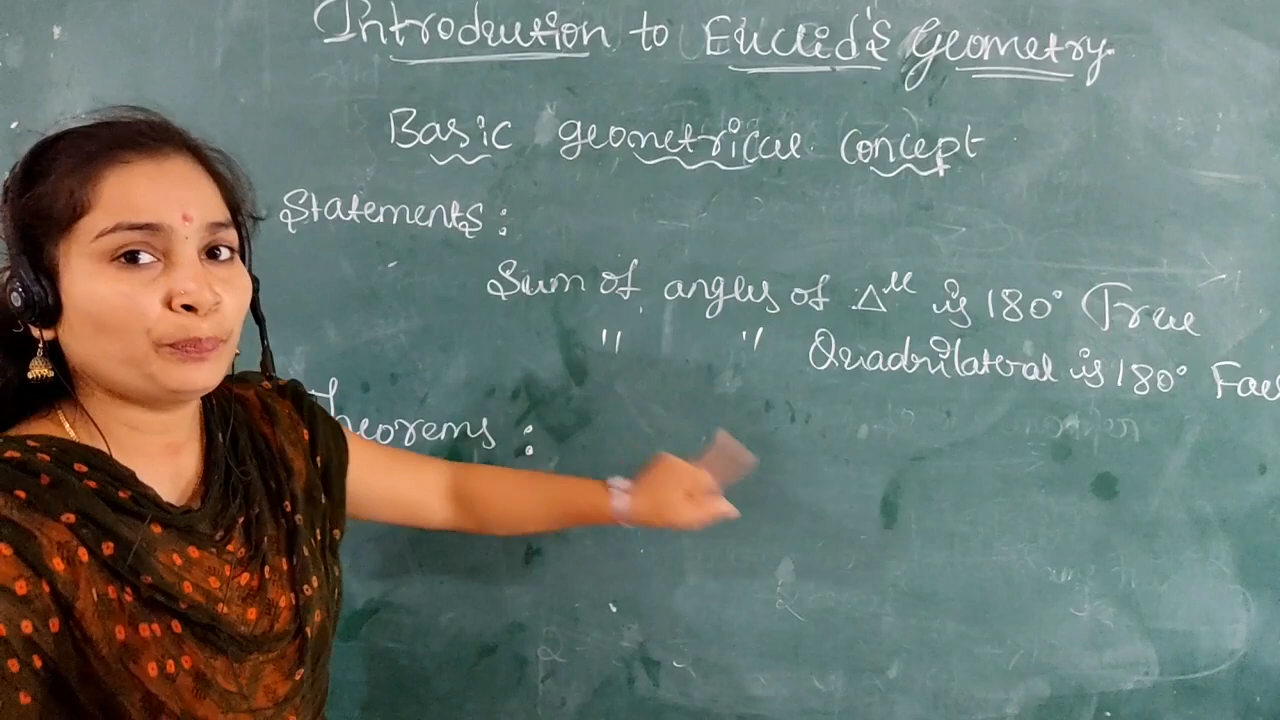 Introduction to Euclid's Geometry.
Basic geometrical concept
Statements:
Sum of angles of Δle is 180° True
" " Quadrilateral is 180°
Theorems: